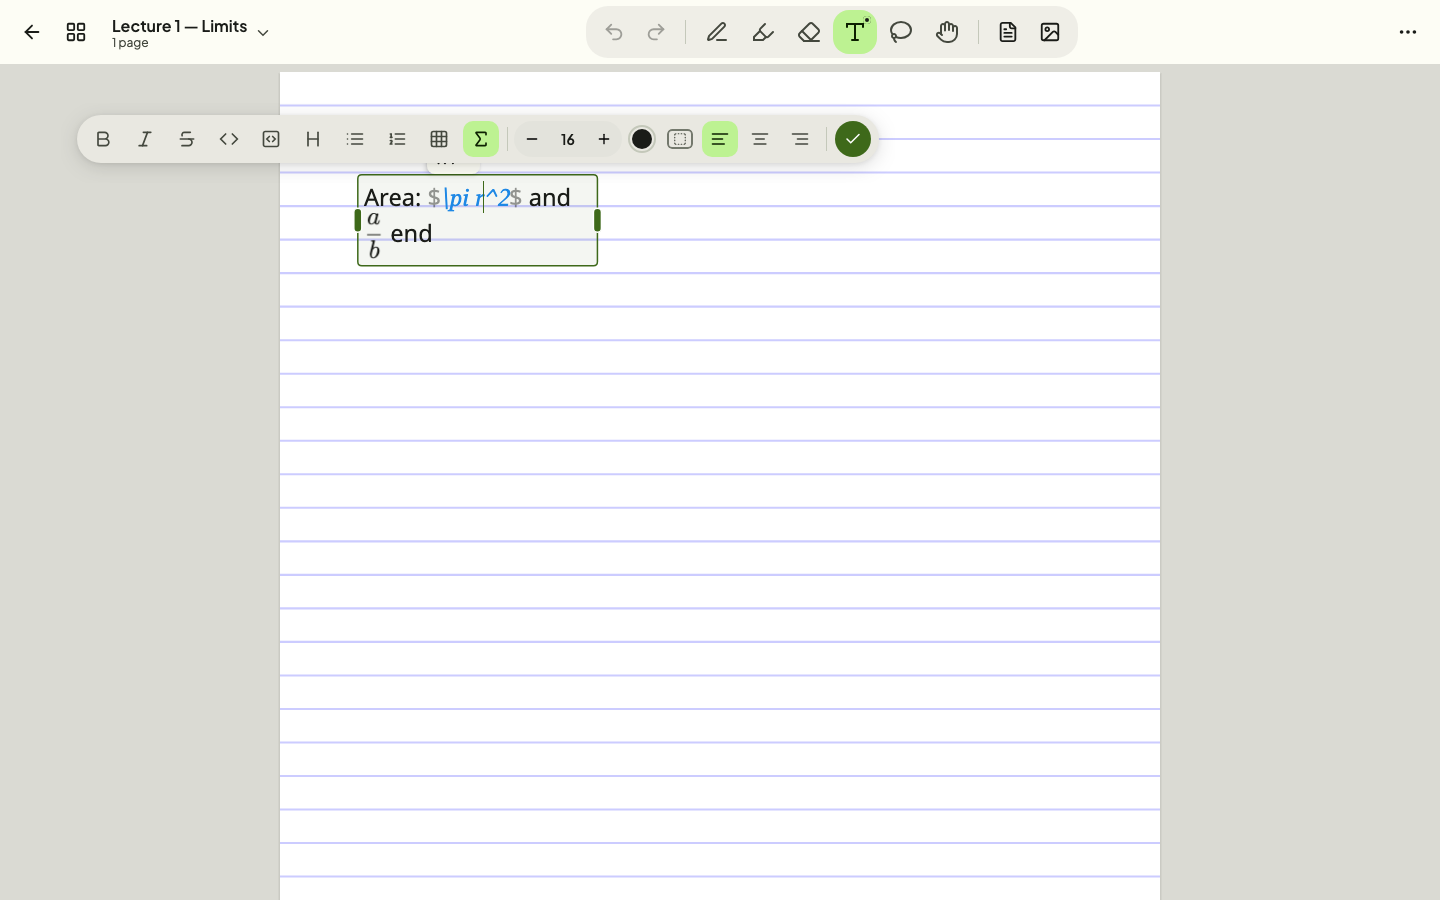 Lecture 1 — Limits
1 page
16
Area: $\pi r^2$ and
a
b
end